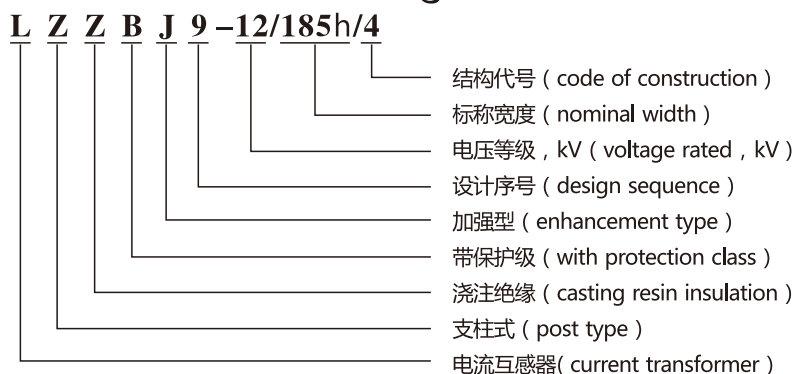 L Z Z B J 9 -12/185h/4
结构代号 ( code of construction )
标称宽度 ( nominal width )
电压等级 , kV ( voltage rated , kV )
设计序号 ( design sequence )
加强型 ( enhancement type )
带保护级 ( with protection class )
浇注绝缘 ( casting resin insulation )
支柱式 ( post type )
电流互感器( current transformer )